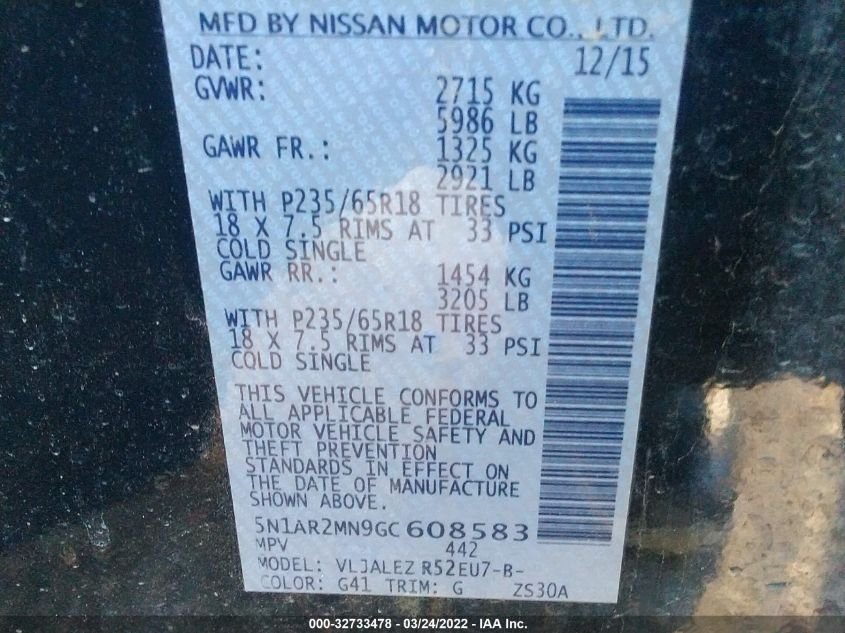 MFD BY NISSAN MOTOR CO., LTD.
DATE: 12/15
GVWR: 2715 KG
5986 LB
GAWR FR.: 1325 KG
2921 LB
WITH P235/65R18 TIRES
18 X 7.5 RIMS AT 33 PSI
COLD SINGLE
GAWR RR.: 1454 KG
3205 LB
WITH P235/65R18 TIRES
18 X 7.5 RIMS AT 33 PSI
COLD SINGLE
THIS VEHICLE CONFORMS TO
ALL APPLICABLE FEDERAL
MOTOR VEHICLE SAFETY AND
THEFT PREVENTION
STANDARDS IN EFFECT ON
THE DATE OF MANUFACTURE
SHOWN ABOVE.
5N1AR2MN9GC 608583
MPV 442
MODEL: VLJALEZ R52EU7-B-
COLOR: G41 TRIM: G ZS30A
000-32733478 - 03/24/2022 - IAA Inc.